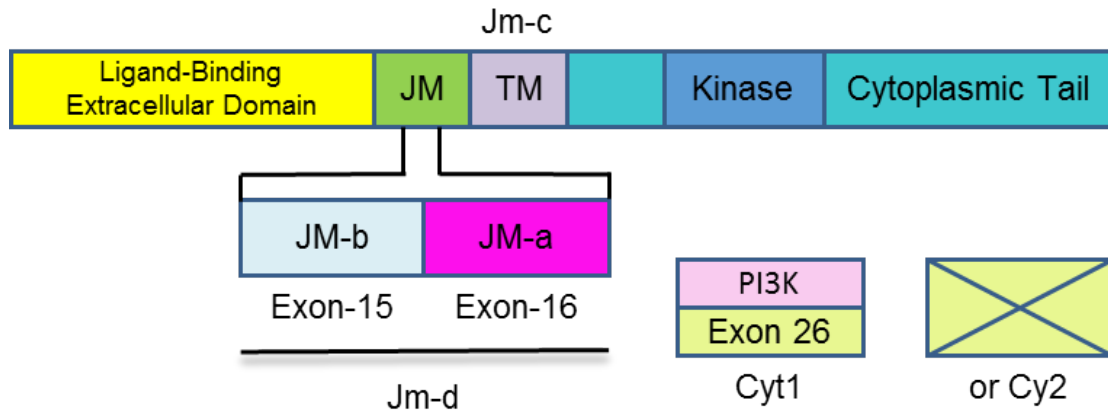 Jm-c
Ligand-Binding
Extracellular Domain
JM
TM
Kinase
Cytoplasmic Tail
JM-b
JM-a
Exon-15
Exon-16
Jm-d
PI3K
Exon 26
Cyt1
or Cy2